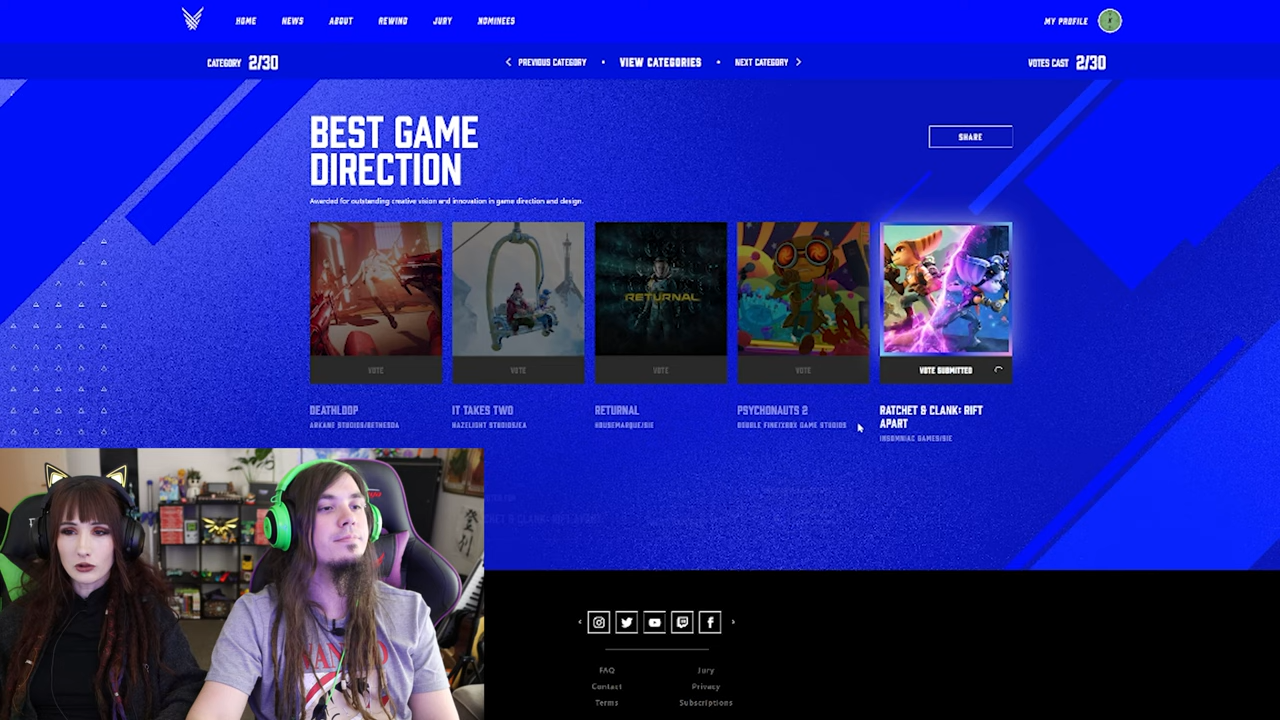 HOME NEWS ABOUT REWIND JURY NOMINEES
MY PROFILE
CATEGORY 2/30
PREVIOUS CATEGORY • VIEW CATEGORIES • NEXT CATEGORY
VOTES CAST 2/30
BEST GAME
DIRECTION
SHARE
Awarded for outstanding creative vision and innovation in game direction and design.
RETURNAL
VOTE
VOTE
VOTE
VOTE
VOTE SUBMITTED
DEATHLOOP
ARKANE STUDIOS/BETHESDA
IT TAKES TWO
HAZELIGHT STUDIOS/EA
RETURNAL
HOUSEMARQUE/SIE
PSYCHONAUTS 2
DOUBLE FINE/XBOX GAME STUDIOS
RATCHET & CLANK: RIFT
APART
INSOMNIAC GAMES/SIE
FAQ
Jury
Contact
Privacy
Terms
Subscriptions
WANTED